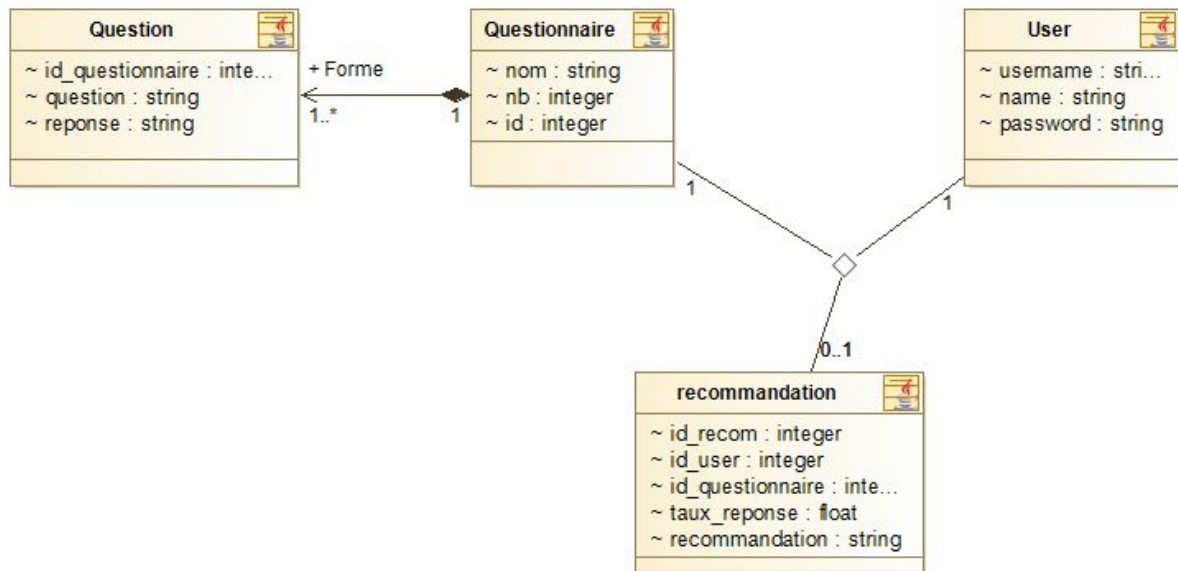 Question
~ id_questionnaire : inte...
~ question : string
~ reponse : string
+ Forme
1..*
1
Questionnaire
~ nom : string
~ nb : integer
~ id : integer
User
~ username : stri...
~ name : string
~ password : string
1
1
0..1
recommandation
~ id_recom : integer
~ id_user : integer
~ id_questionnaire : inte...
~ taux_reponse : float
~ recommandation : string